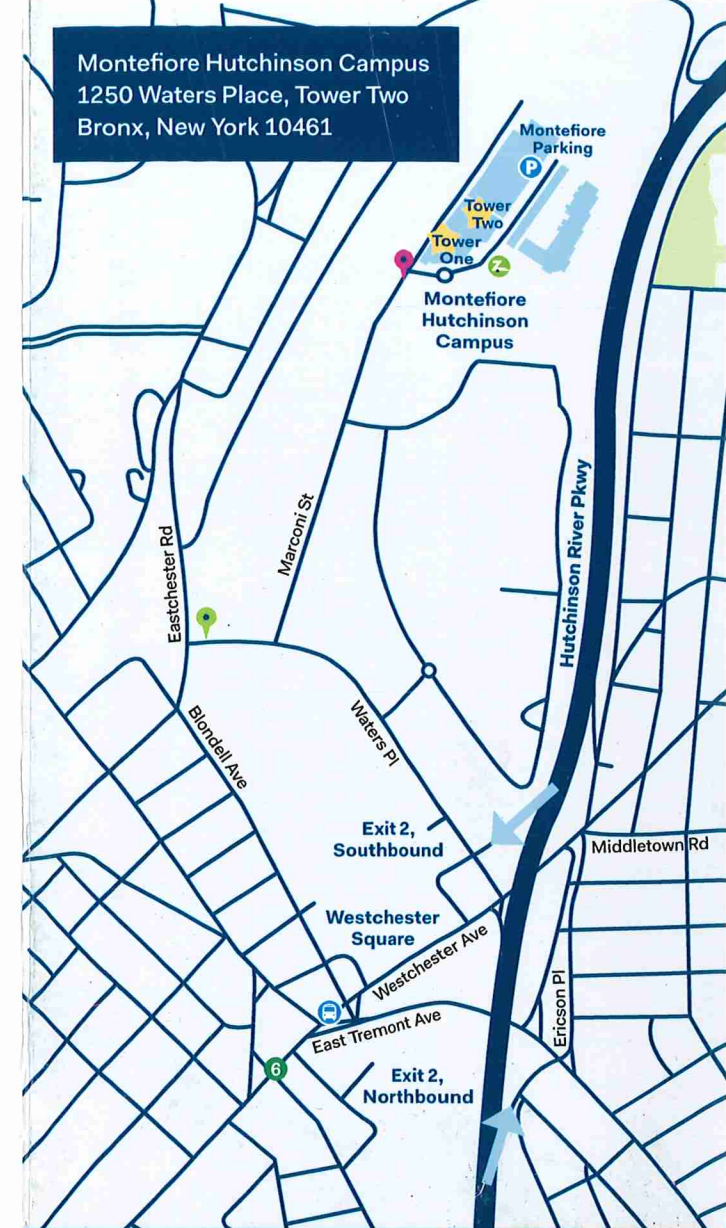 Montefiore Hutchinson Campus
1250 Waters Place, Tower Two
Bronx, New York 10461
Montefiore
Parking
P
Tower
Two
Tower
One
Montefiore
Hutchinson
Campus
Hutchinson River Pkwy
Marconi St
Eastchester Rd
Blondell Ave
Waters Pl
Exit 2,
Southbound
Middletown Rd
Westchester
Square
Westchester Ave
Ericson Pl
East Tremont Ave
6
Exit 2,
Northbound